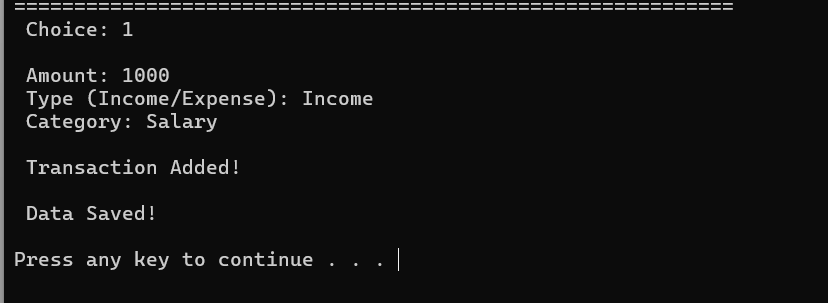 ============================================================
Choice: 1
Amount: 1000
Type (Income/Expense): Income
Category: Salary
Transaction Added!
Data Saved!
Press any key to continue . . .